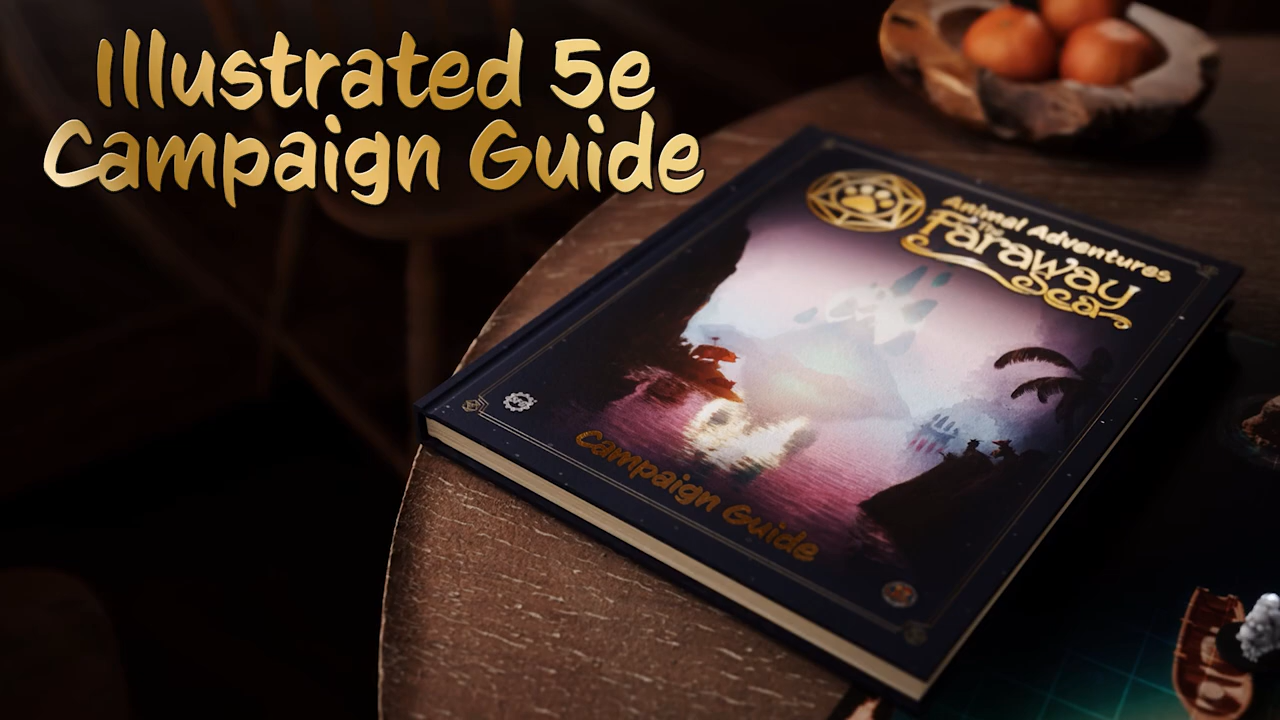 Illustrated 5e
Campaign Guide
Animal Adventures
The
Faraway
Sea
Campaign Guide